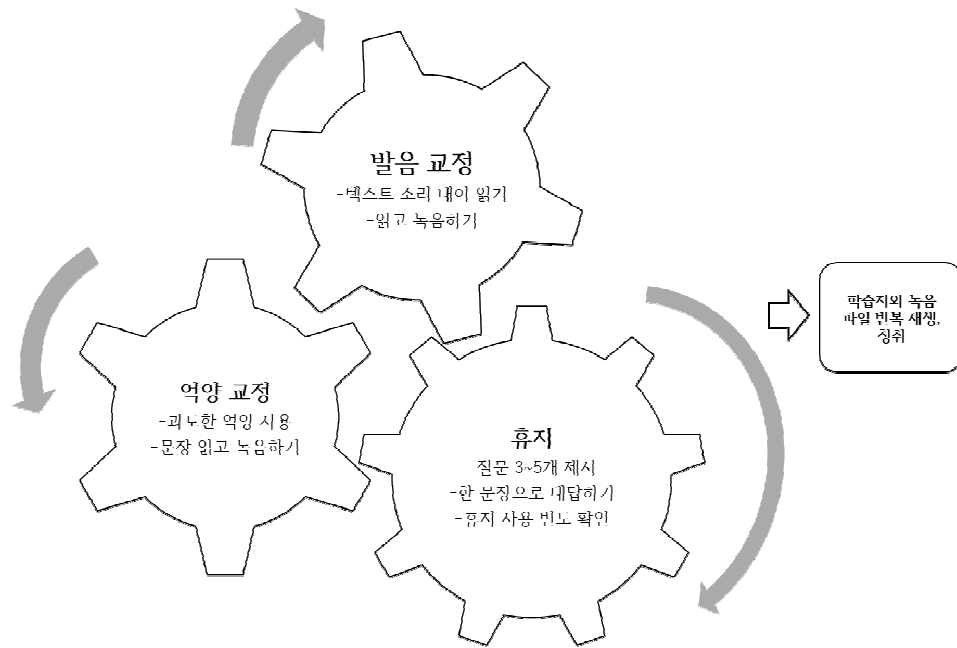 발음 교정
-텍스트 소리 내어 읽기
-읽고 녹음하기
억양 교정
-과도한 억양 사용
-문장 읽고 녹음하기
휴지
질문 3~5개 제시
-한 문장으로 대답하기
-휴지 사용 빈도 확인
학습자의 녹음
파일 반복 재생,
청취